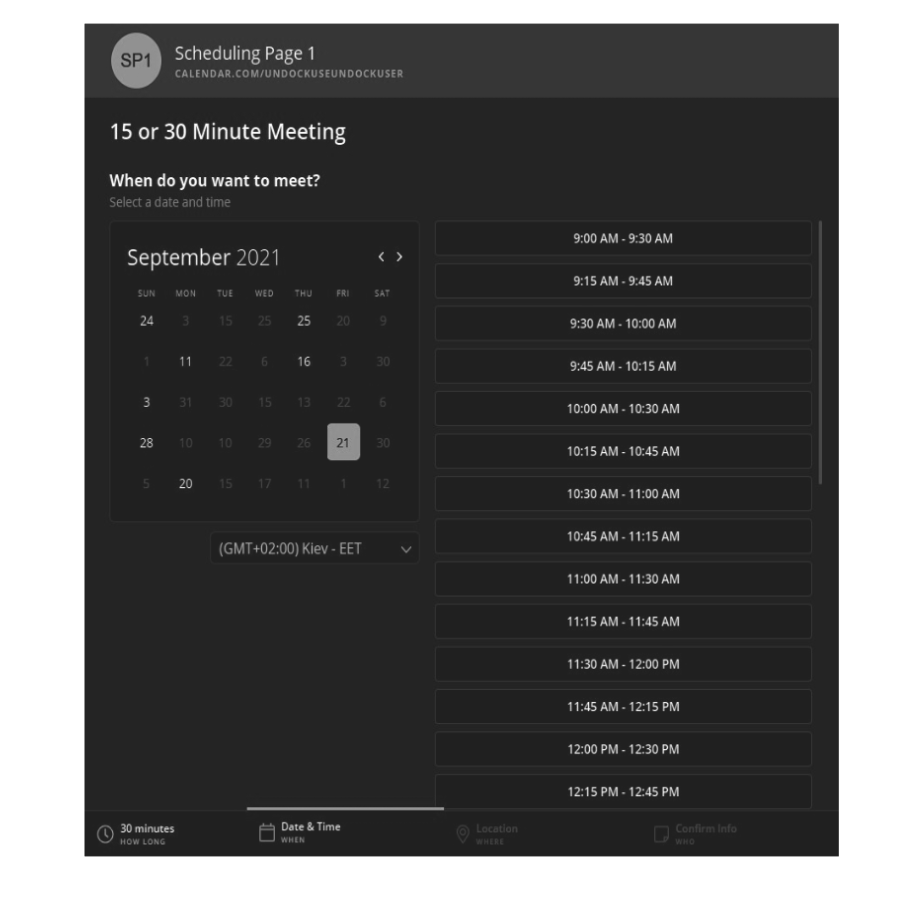 SP1
Scheduling Page 1
CALENDAR.COM/UNDOCKUSEUNDOCKUSER
15 or 30 Minute Meeting
When do you want to meet?
Select a date and time
September 2021 < >
SUN MON TUE WED THU FRI SAT
24 3 15 25 25 20 9
1 11 22 6 16 3 30
3 31 30 15 13 22 6
28 10 10 29 26 21 30
5 20 15 17 11 1 12
(GMT+02:00) Kiev - EET
9:00 AM - 9:30 AM
9:15 AM - 9:45 AM
9:30 AM - 10:00 AM
9:45 AM - 10:15 AM
10:00 AM - 10:30 AM
10:15 AM - 10:45 AM
10:30 AM - 11:00 AM
10:45 AM - 11:15 AM
11:00 AM - 11:30 AM
11:15 AM - 11:45 AM
11:30 AM - 12:00 PM
11:45 AM - 12:15 PM
12:00 PM - 12:30 PM
12:15 PM - 12:45 PM
30 minutes
HOW LONG
Date & Time
WHEN
Location
WHERE
Confirm Info
WHO